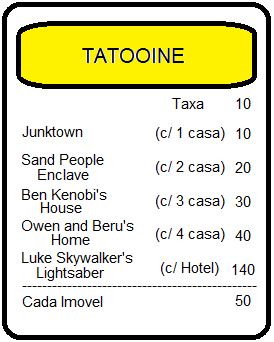 TATOOINE
Taxa 10
Junktown (c/ 1 casa) 10
Sand People
Enclave (c/ 2 casa) 20
Ben Kenobi's
House (c/ 3 casa) 30
Owen and Beru's
Home (c/ 4 casa) 40
Luke Skywalker's
Lightsaber (c/ Hotel) 140
Cada Imovel 50